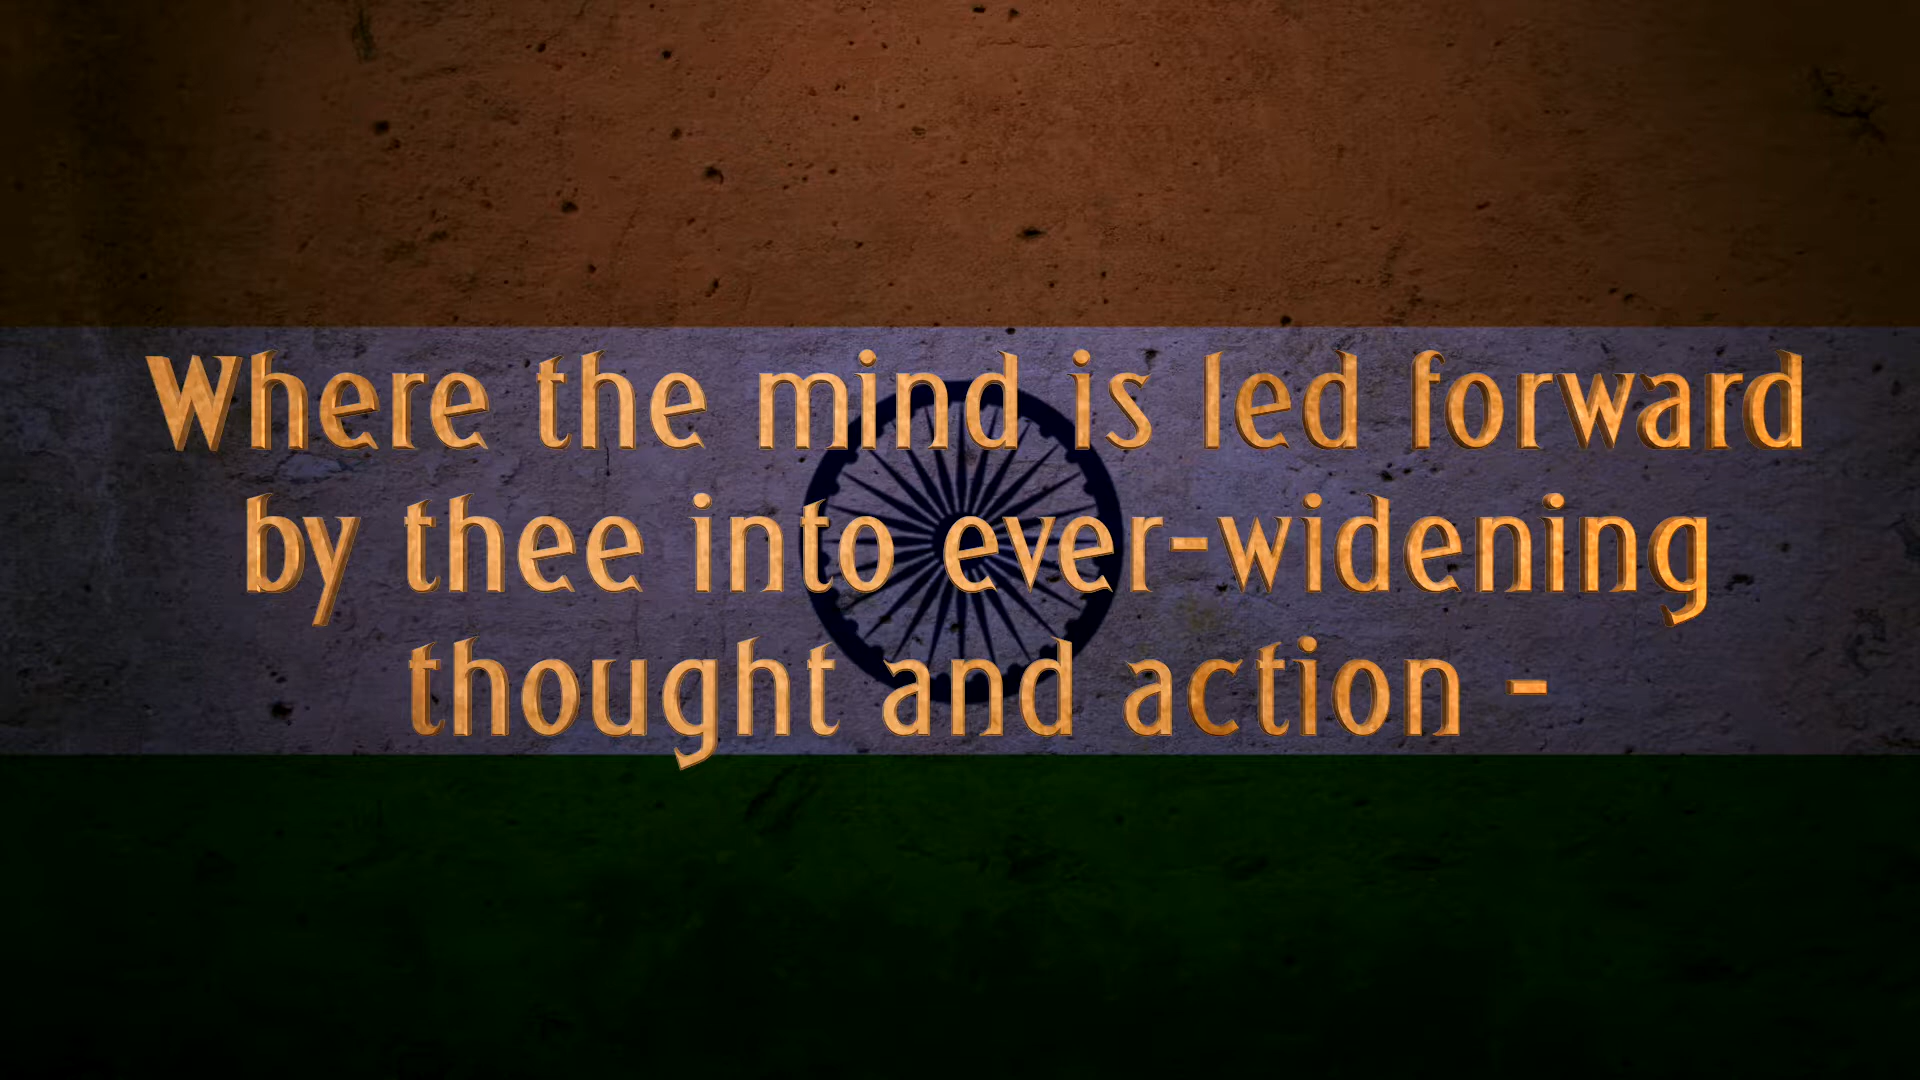 Where the mind is led forward
by thee into ever-widening
thought and action -